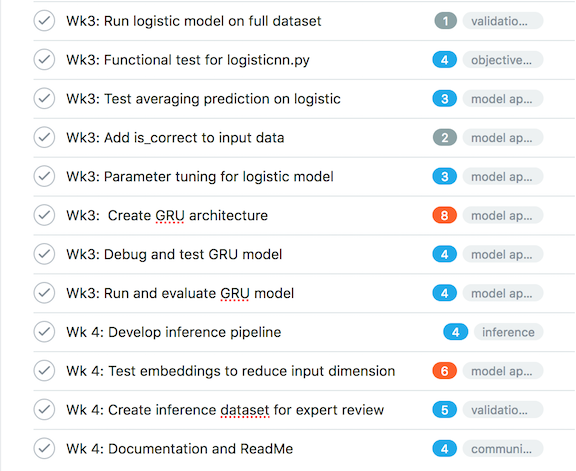 Wk3: Run logistic model on full dataset 1 validatio...
Wk3: Functional test for logisticnn.py 4 objective...
Wk3: Test averaging prediction on logistic 3 model ap...
Wk3: Add is_correct to input data 2 model ap...
Wk3: Parameter tuning for logistic model 3 model ap...
Wk3: Create GRU architecture 8 model ap...
Wk3: Debug and test GRU model 4 model ap...
Wk3: Run and evaluate GRU model 4 model ap...
Wk 4: Develop inference pipeline 4 inference
Wk 4: Test embeddings to reduce input dimension 6 model ap...
Wk 4: Create inference dataset for expert review 5 validatio...
Wk 4: Documentation and ReadMe 4 communi...